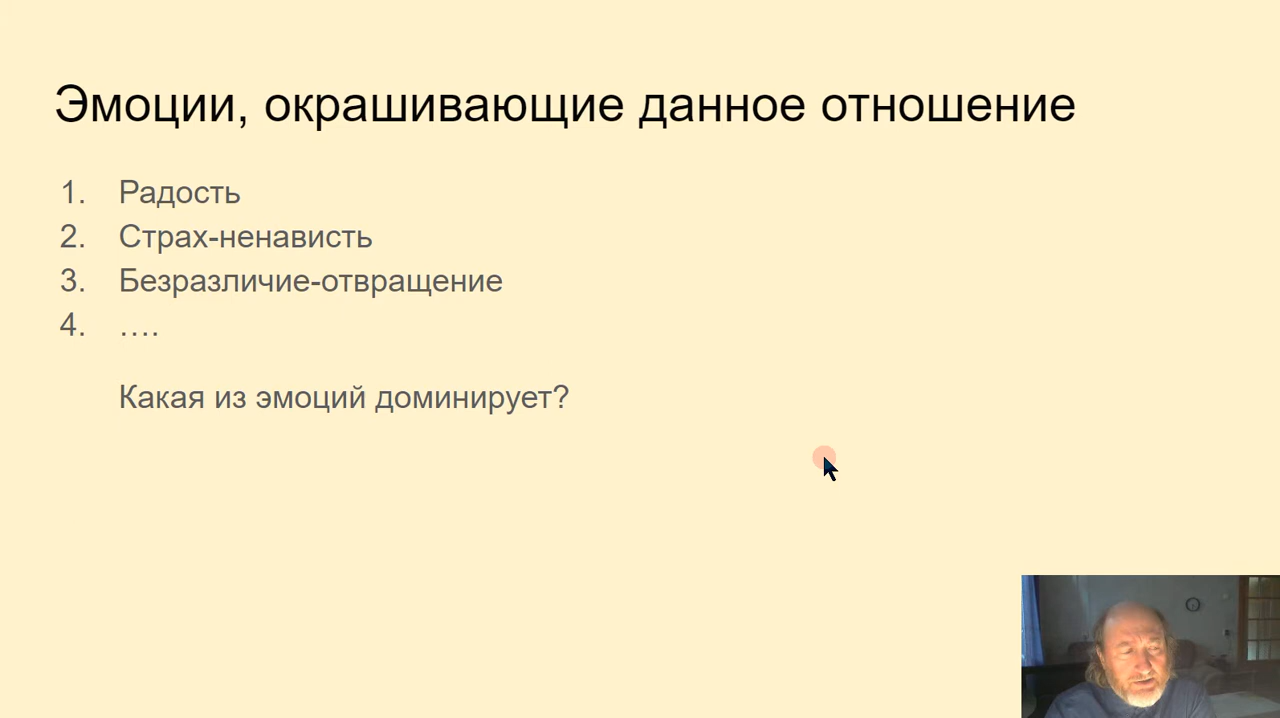 Эмоции, окрашивающие данное отношение
1. Радость
2. Страх-ненависть
3. Безразличие-отвращение
4. ….
Какая из эмоций доминирует?